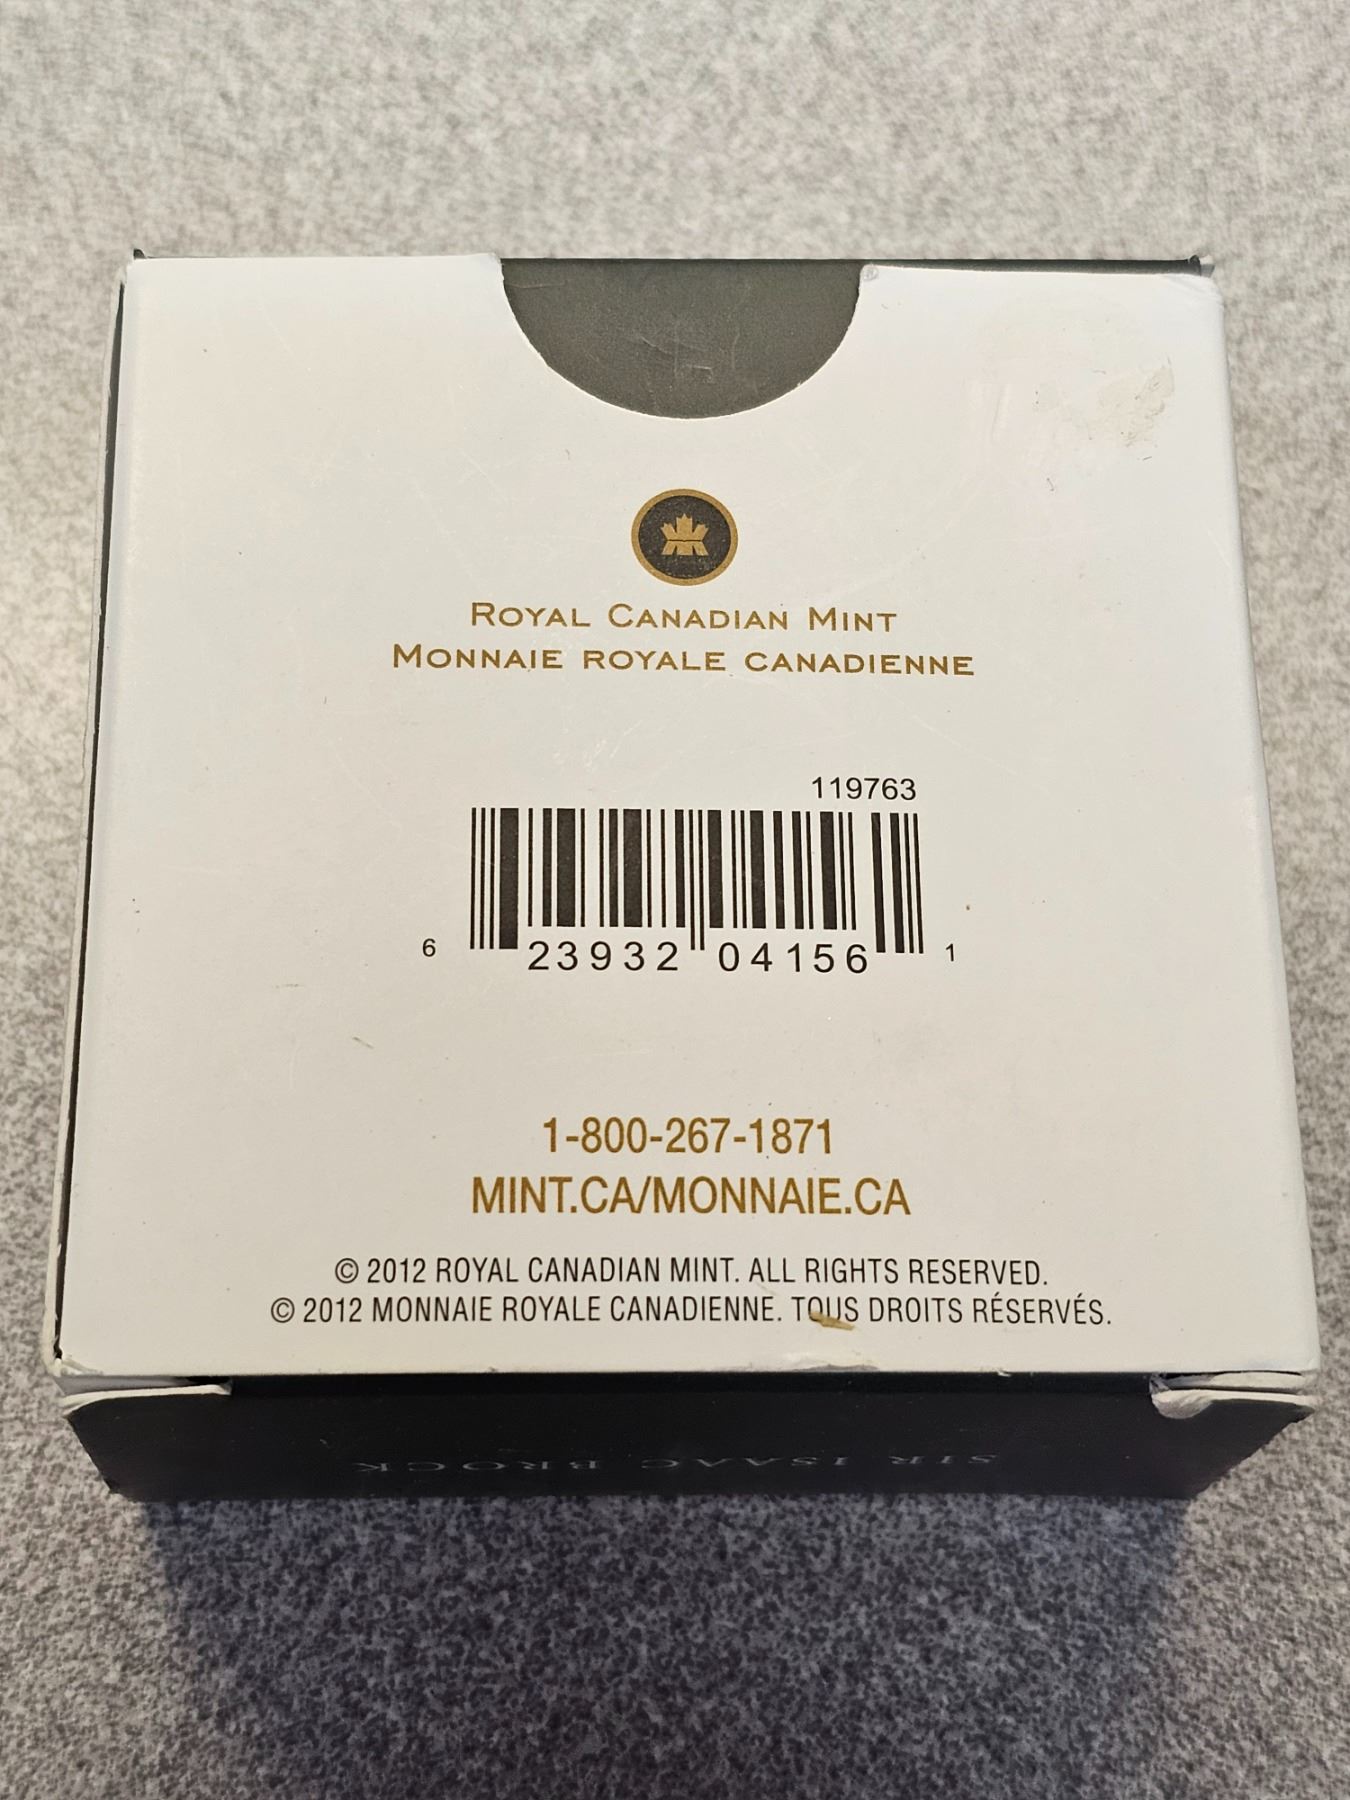 ROYAL CANADIAN MINT
MONNAIE ROYALE CANADIENNE
119763
6 23932 04156 1
1-800-267-1871
MINT.CA/MONNAIE.CA
© 2012 ROYAL CANADIAN MINT. ALL RIGHTS RESERVED.
© 2012 MONNAIE ROYALE CANADIENNE. TOUS DROITS RÉSERVÉS.
SIR ISAAC BROCK